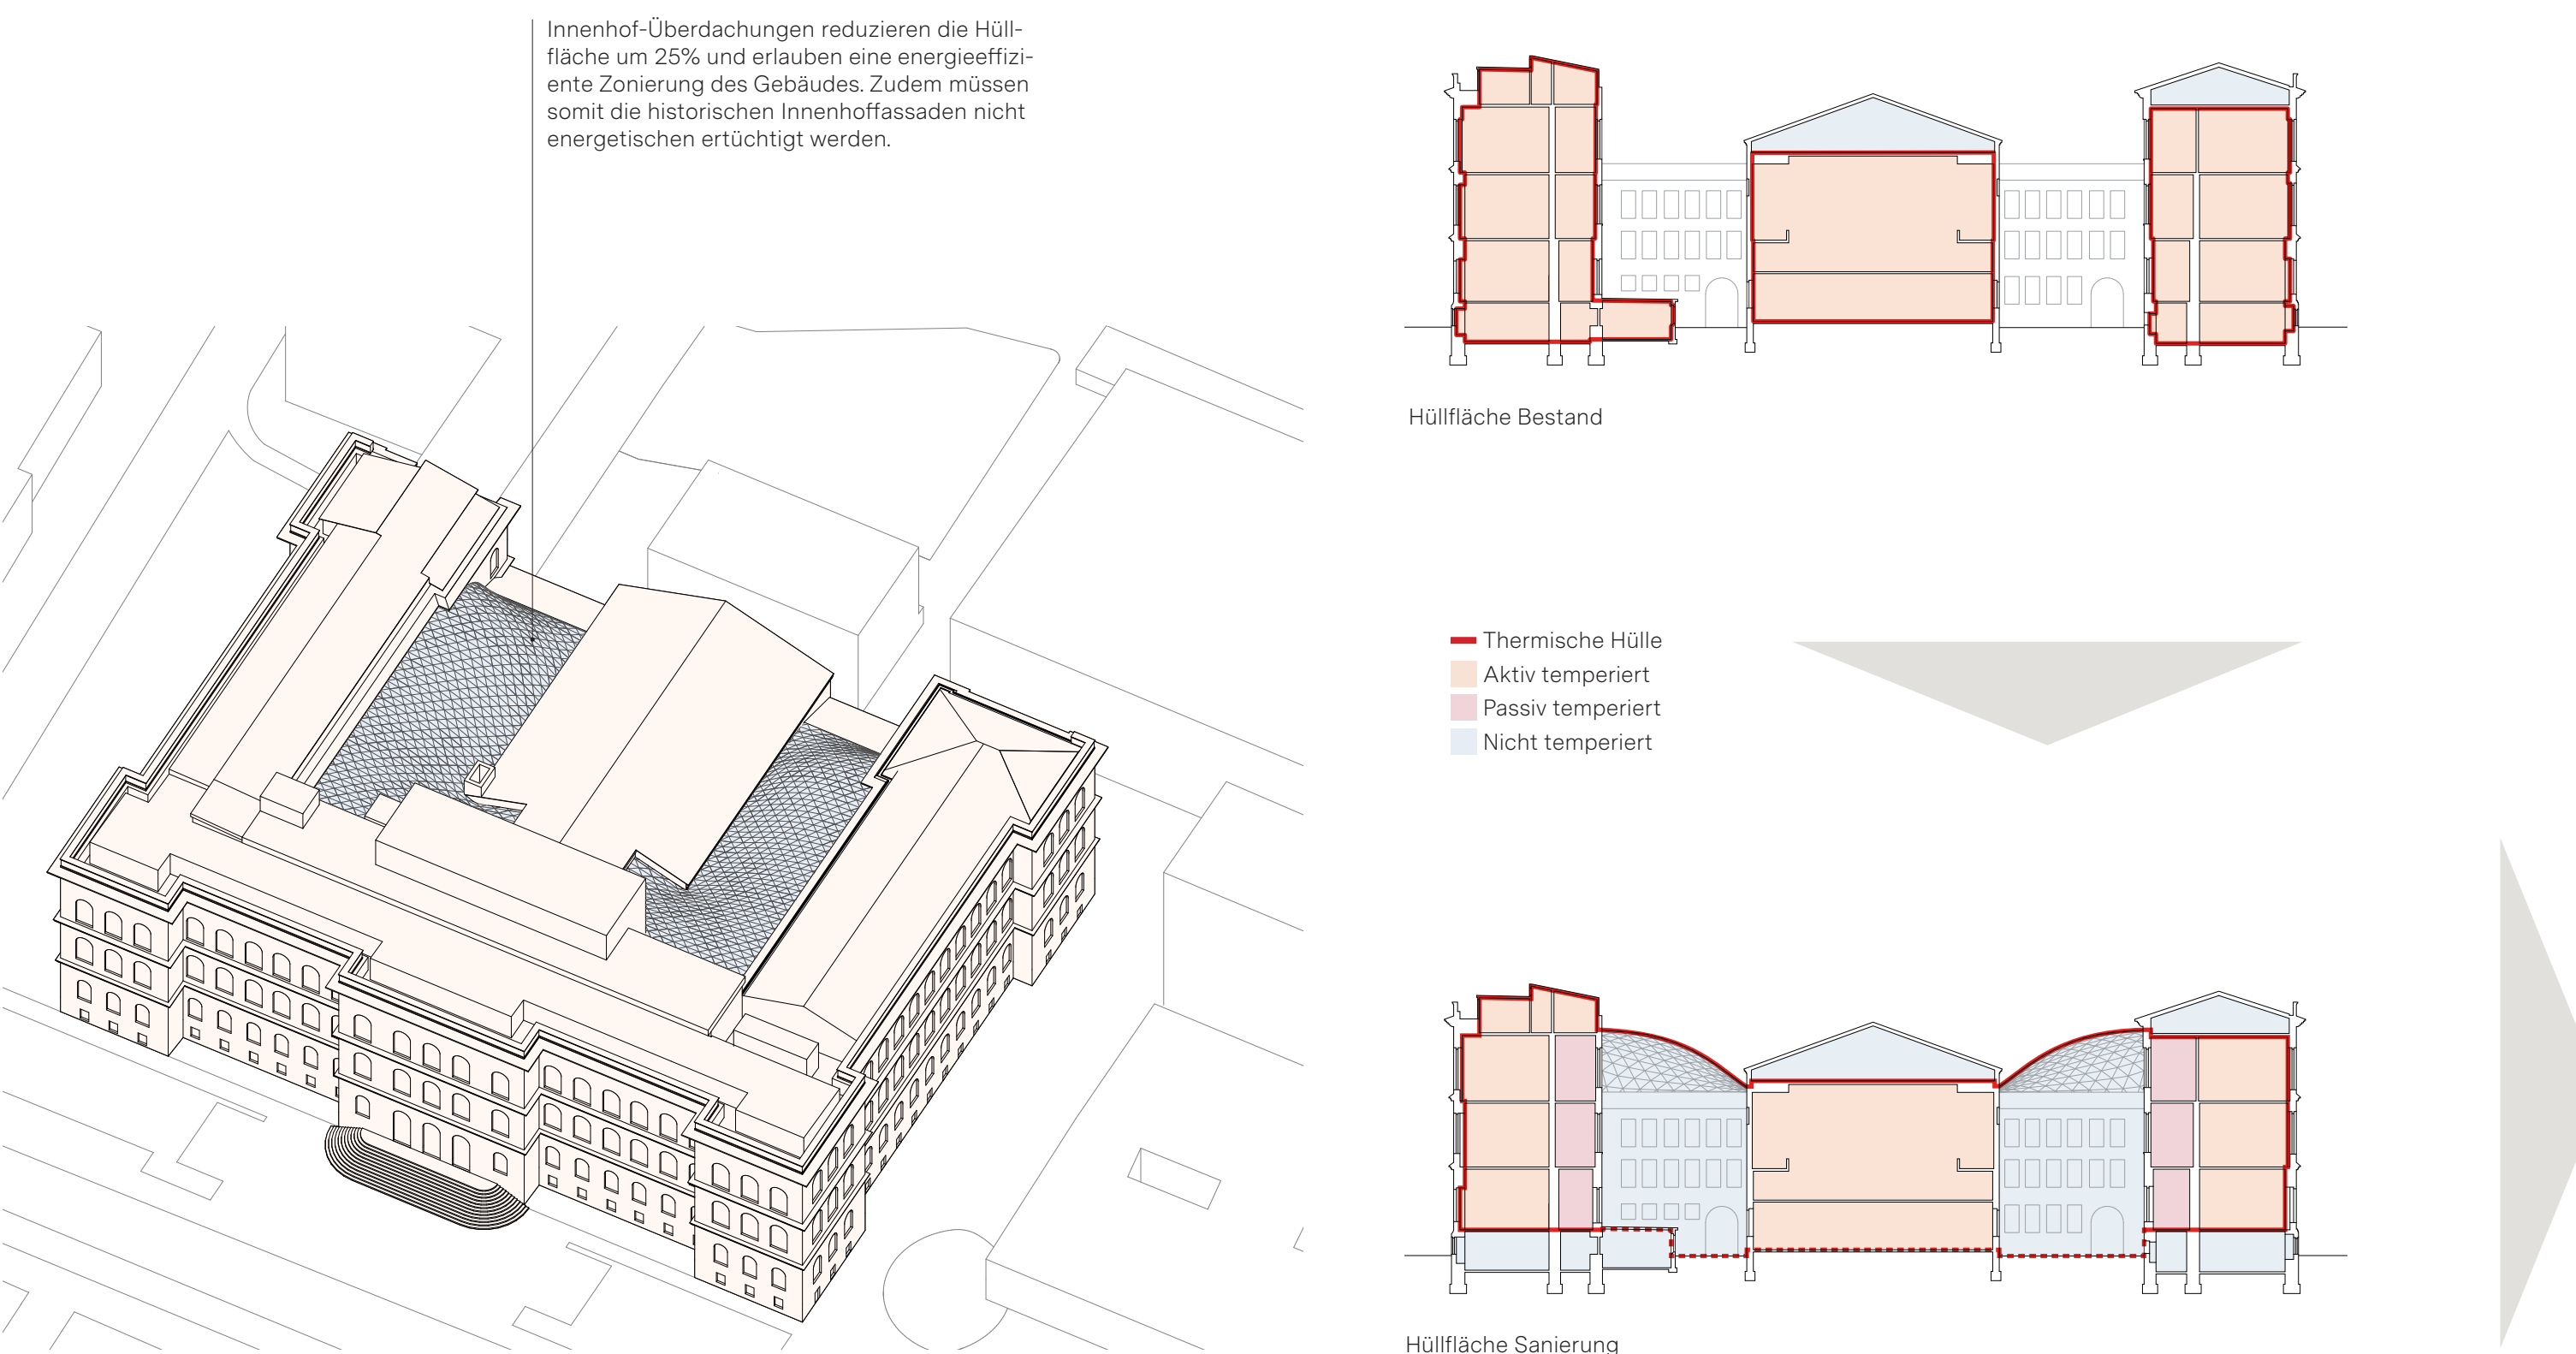 Innenhof-Überdachungen reduzieren die Hüll-
fläche um 25% und erlauben eine energieeffizi-
ente Zonierung des Gebäudes. Zudem müssen
somit die historischen Innenhoffassaden nicht
energetischen ertüchtigt werden.
Hüllfläche Bestand
Thermische Hülle
Aktiv temperiert
Passiv temperiert
Nicht temperiert
Hüllfläche Sanierung